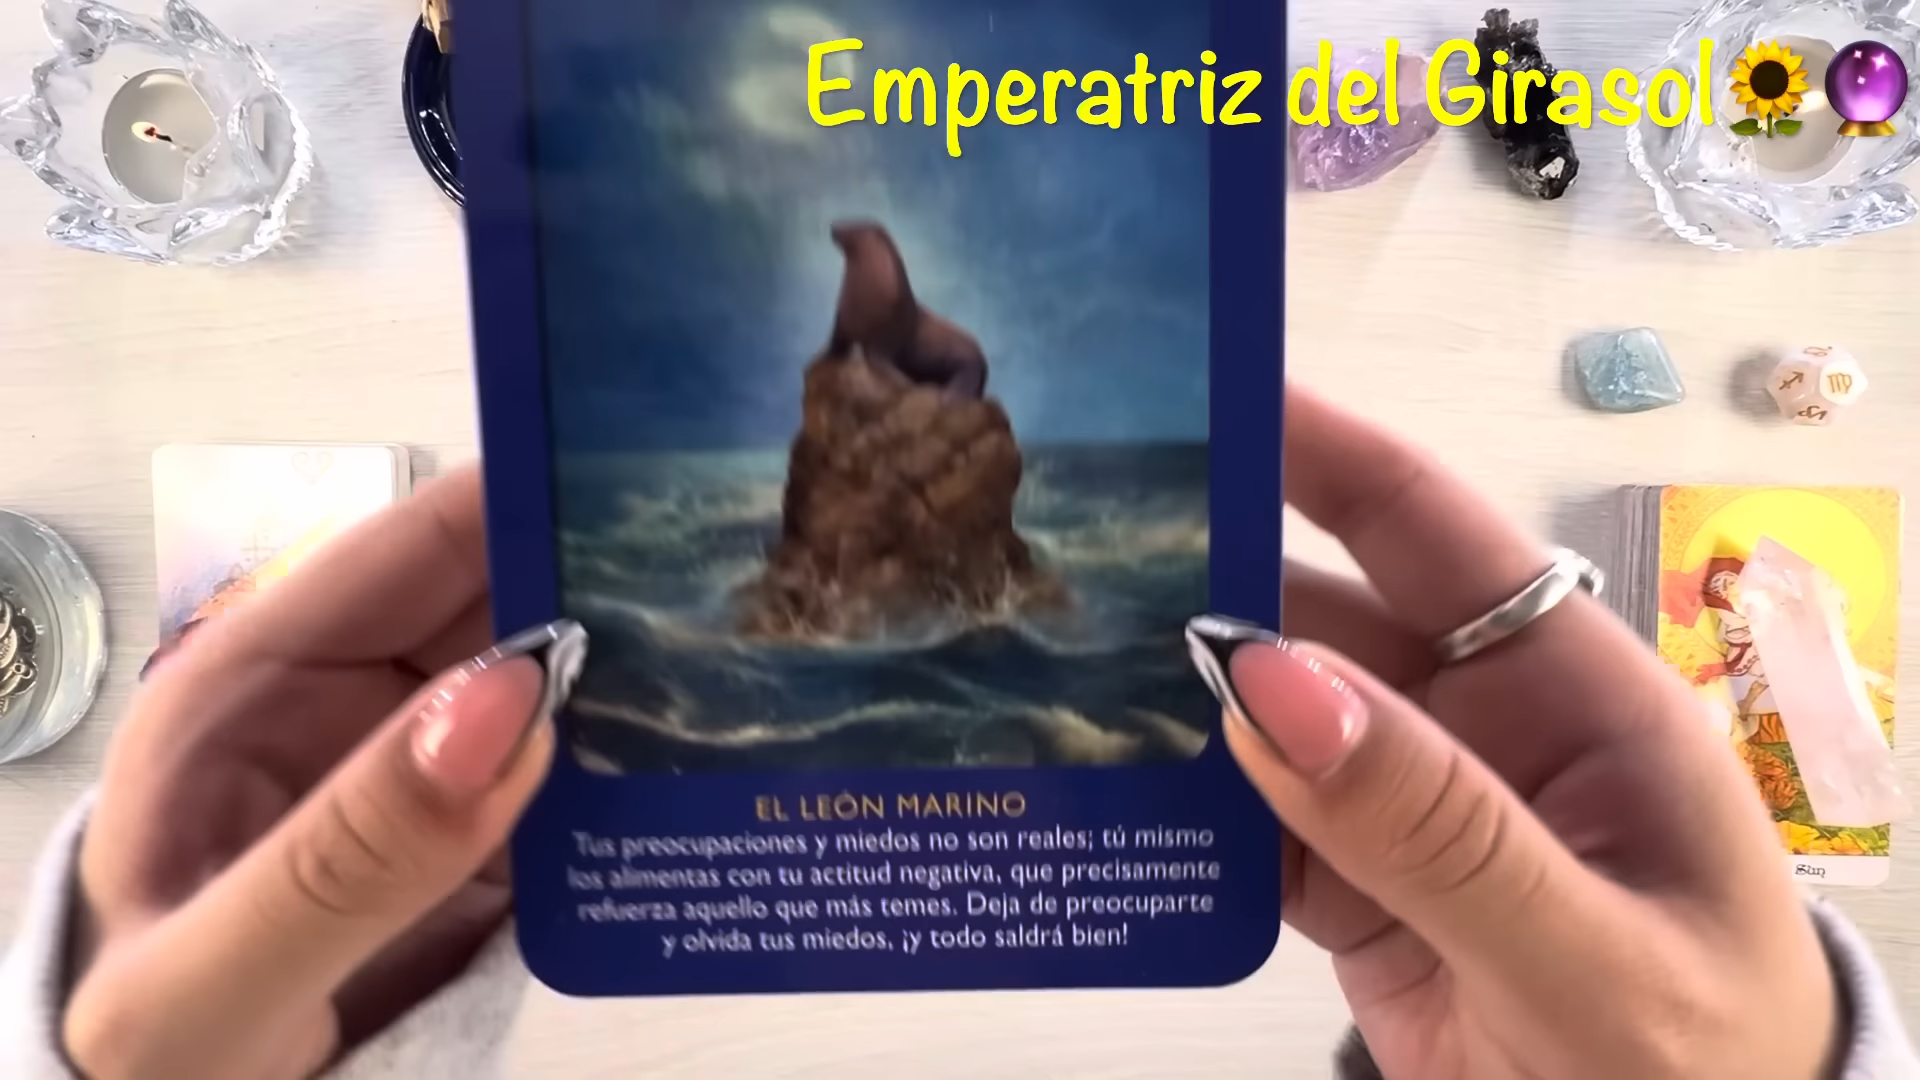 Emperatriz del Girasol
EL LEÓN MARINO
Tus preocupaciones y miedos no son reales; tú mismo
los alimentas con tu actitud negativa, que precisamente
refuerza aquello que más temes. Deja de preocuparte
y olvida tus miedos, ¡y todo saldrá bien!
Sun